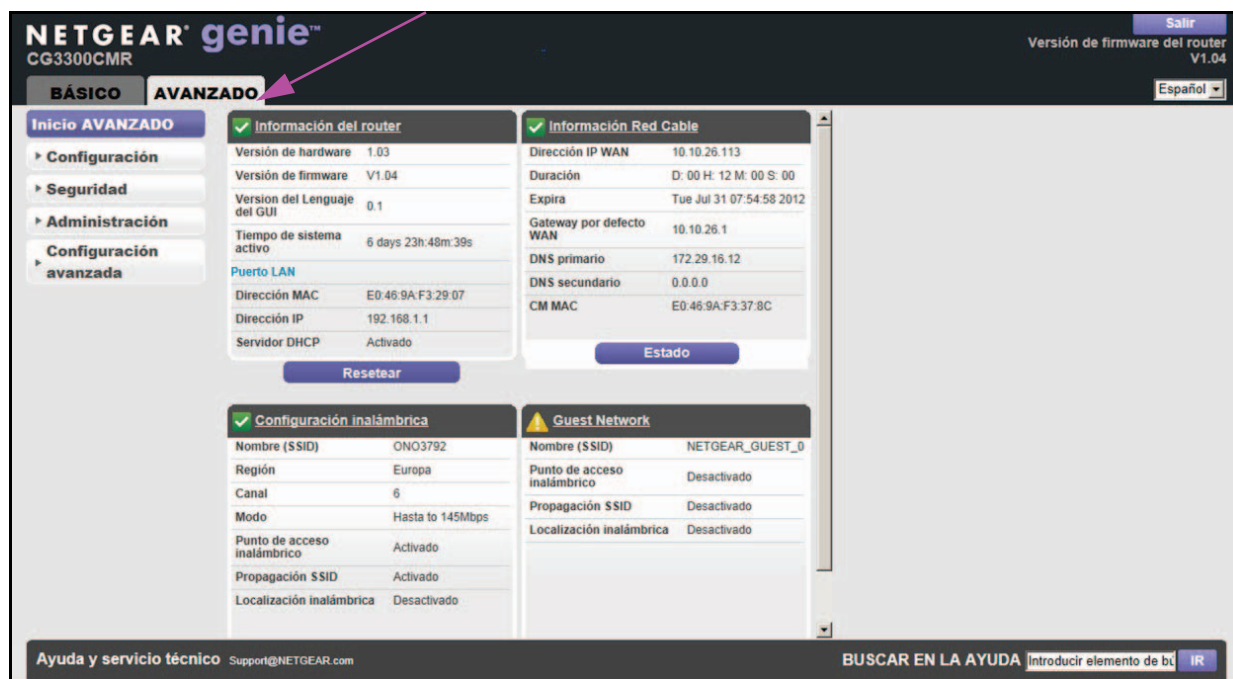 NETGEAR® genie™
CG3300CMR
Salir
Versión de firmware del router
V1.04
BÁSICO
AVANZADO
Español
Inicio AVANZADO
Configuración
Seguridad
Administración
Configuración
avanzada
Información del router
Versión de hardware 1.03
Versión de firmware V1.04
Version del Lenguaje
del GUI 0.1
Tiempo de sistema
activo 6 days 23h:48m:39s
Puerto LAN
Dirección MAC E0:46:9A:F3:29:07
Dirección IP 192.168.1.1
Servidor DHCP Activado
Resetear
Información Red Cable
Dirección IP WAN 10.10.26.113
Duración D: 00 H: 12 M: 00 S: 00
Expira Tue Jul 31 07:54:58 2012
Gateway por defecto
WAN 10.10.26.1
DNS primario 172.29.16.12
DNS secundario 0.0.0.0
CM MAC E0:46:9A:F3:37:8C
Estado
Configuración inalámbrica
Nombre (SSID) ONO3792
Región Europa
Canal 6
Modo Hasta to 145Mbps
Punto de acceso
inalámbrico Activado
Propagación SSID Activado
Localización inalámbrica Desactivado
Guest Network
Nombre (SSID) NETGEAR_GUEST_0
Punto de acceso
inalámbrico Desactivado
Propagación SSID Desactivado
Localización inalámbrica Desactivado
Ayuda y servicio técnico Support@NETGEAR.com
BUSCAR EN LA AYUDA Introducir elemento de bú IR